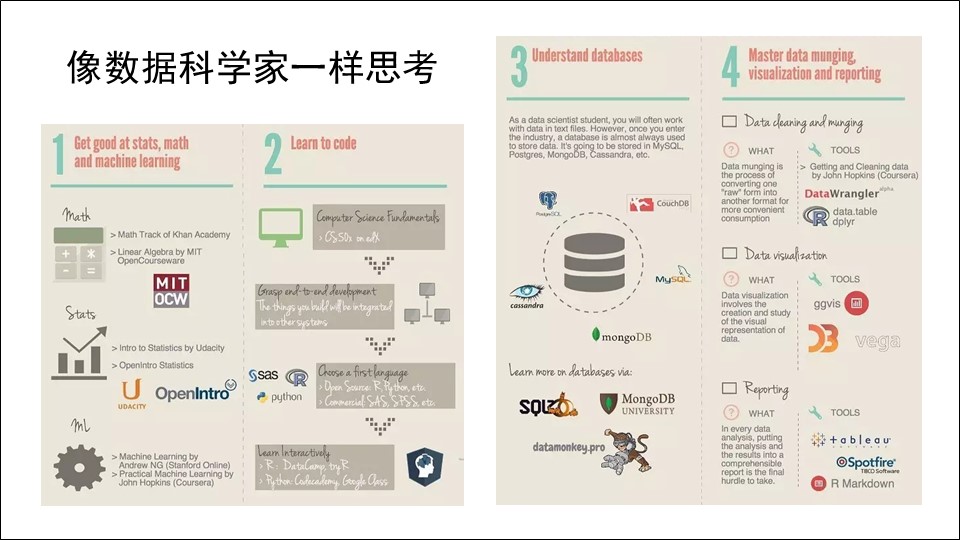 像数据科学家一样思考
1 Get good at stats, math
and machine learning
Math
> Math Track of Khan Academy
> Linear Algebra by MIT
OpenCourseware
MIT
OCW
Stats
> Intro to Statistics by Udacity
> OpenIntro Statistics
UDACITY
OpenIntro
ML
> Machine Learning by
Andrew NG (Stanford Online)
> Practical Machine Learning by
John Hopkins (Coursera)
2 Learn to code
Computer Science Fundamentals
> CS50x on edX
Grasp end-to-end development
The things you build will be integrated
into other systems
sas
R
python
Choose a first language
> Open Source: R, Python, etc.
> Commercial: SAS, SPSS, etc.
Learn Interactively
> R : DataCamp, tryR
> Python: Codecademy, Google Class
3 Understand databases
As a data scientist student, you will often work
with data in text files. However, once you enter
the industry, a database is almost always used
to store data. It's going to be stored in MySQL,
Postgres, MongoDB, Cassandra, etc.
PostgreSQL
CouchDB
cassandra
MySQL
mongoDB
Learn more on databases via:
SQLZOO
MongoDB
UNIVERSITY
datamonkey.pro
4 Master data munging,
visualization and reporting
Data cleaning and munging
? WHAT
Data munging is
the process of
converting one
"raw" form into
another format for
more convenient
consumption
TOOLS
> Getting and Cleaning data
by John Hopkins (Coursera)
DataWrangler alpha
R data.table
dplyr
Data visualization
? WHAT
Data visualization
involves the
creation and study
of the visual
representation of
data.
TOOLS
ggvis
D3
vega
Reporting
? WHAT
In every data
analysis, putting
the analysis and
the results into a
comprehensible
report is the final
hurdle to take.
TOOLS
+ableau
SOFTWARE
Spotfire
TIBCO Software
R Markdown